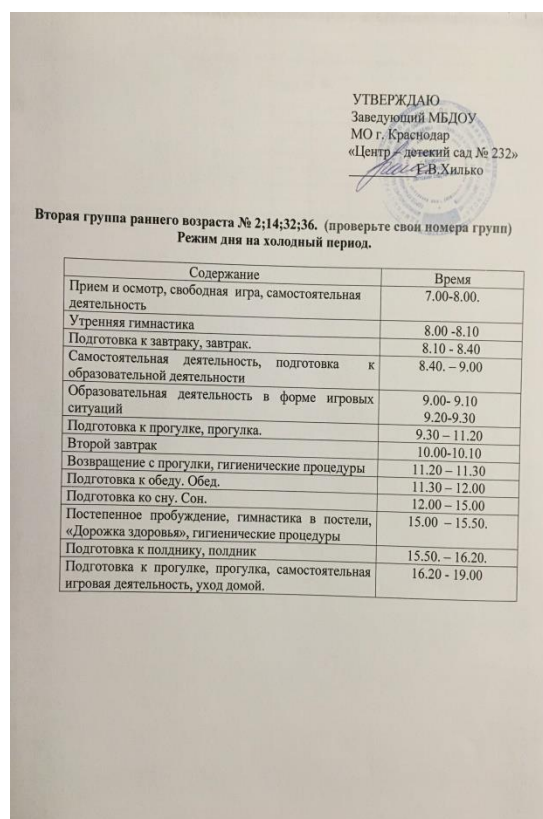 УТВЕРЖДАЮ
Заведующий МБДОУ
МО г. Краснодар
«Центр – детский сад № 232»
Е.В.Хилько
Вторая группа раннего возраста № 2;14;32;36. (проверьте свои номера групп)
Режим дня на холодный период.
Содержание Время
Прием и осмотр, свободная игра, самостоятельная 7.00-8.00.
деятельность
Утренняя гимнастика 8.00 -8.10
Подготовка к завтраку, завтрак. 8.10 - 8.40
Самостоятельная деятельность, подготовка к 8.40. – 9.00
образовательной деятельности
Образовательная деятельность в форме игровых 9.00- 9.10
ситуаций 9.20-9.30
Подготовка к прогулке, прогулка. 9.30 – 11.20
Второй завтрак 10.00-10.10
Возвращение с прогулки, гигиенические процедуры 11.20 – 11.30
Подготовка к обеду. Обед. 11.30 – 12.00
Подготовка ко сну. Сон. 12.00 – 15.00
Постепенное пробуждение, гимнастика в постели, 15.00 – 15.50.
«Дорожка здоровья», гигиенические процедуры
Подготовка к полднику, полдник 15.50. – 16.20.
Подготовка к прогулке, прогулка, самостоятельная 16.20 - 19.00
игровая деятельность, уход домой.